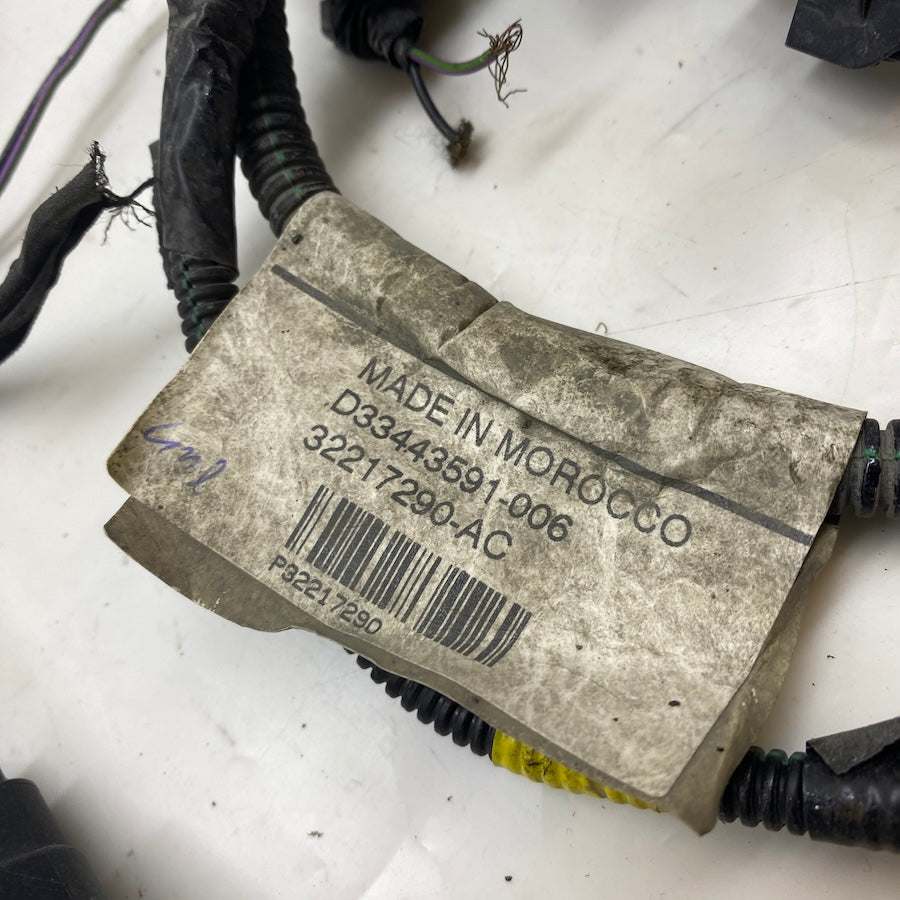 MADE IN MOROCCO
D33443591-006
32217290-AC
P32217290